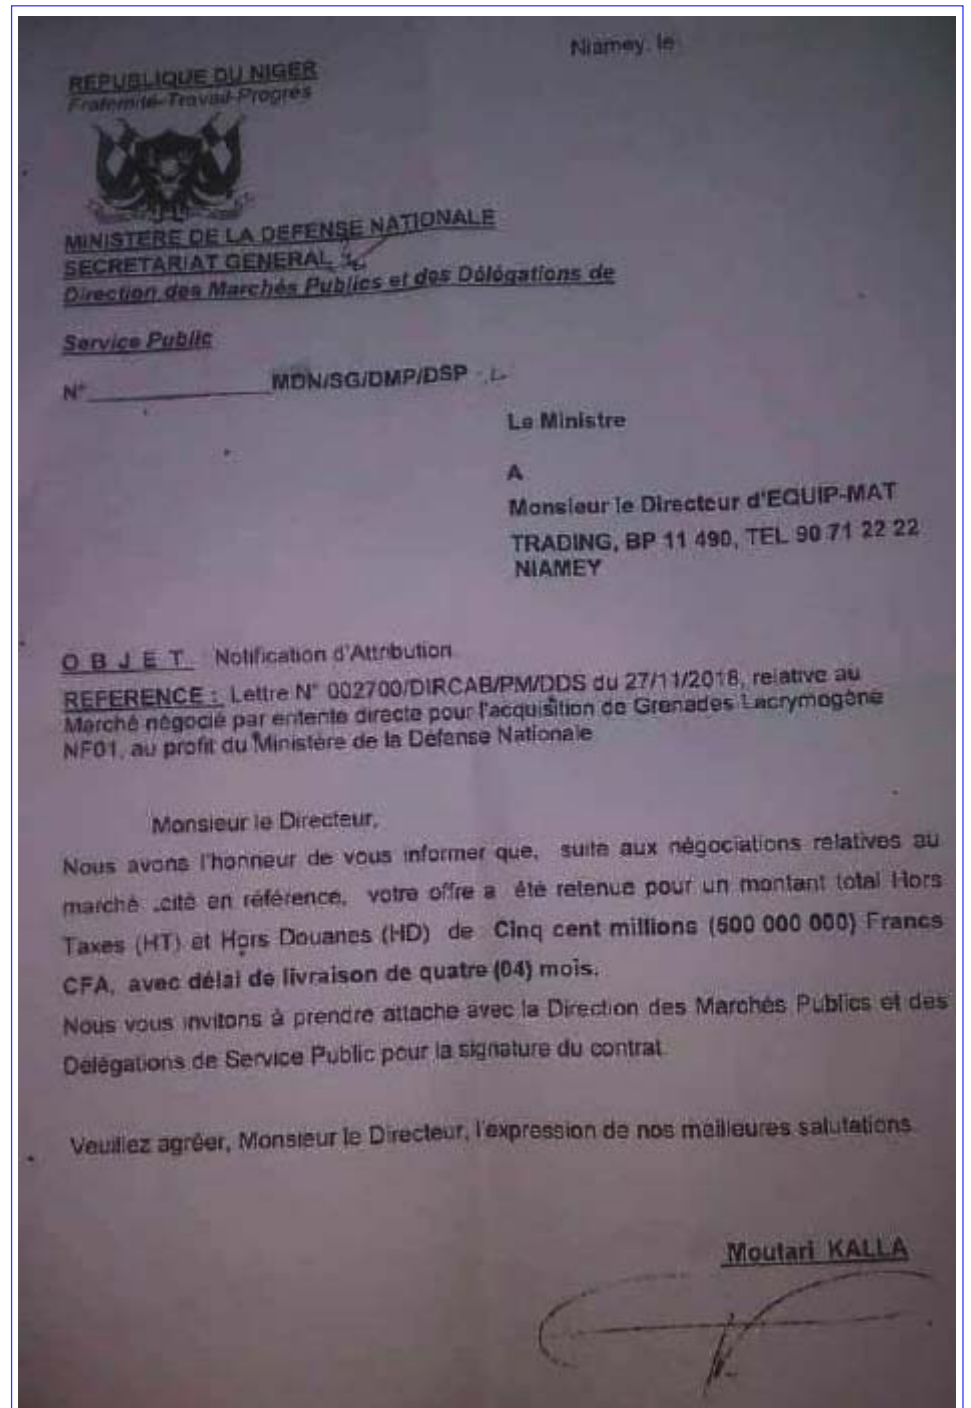 Niamey, le
REPUBLIQUE DU NIGER
Fraternité-Travail-Progrès
MINISTERE DE LA DEFENSE NATIONALE
SECRETARIAT GENERAL
Direction des Marchés Publics et des Délégations de
Service Public
N° ____________ MDN/SG/DMP/DSP
Le Ministre
A
Monsieur le Directeur d'EQUIP-MAT
TRADING, BP 11 490, TEL 90 71 22 22
NIAMEY
O B J E T Notification d'Attribution
REFERENCE : Lettre N° 002700/DIRCAB/PM/DDS du 27/11/2018, relative au
Marché négocié par entente directe pour l'acquisition de Grenades Lacrymogène
NF01, au profit du Ministère de la Défense Nationale
Monsieur le Directeur,
Nous avons l'honneur de vous informer que, suite aux négociations relatives au
marché cité en référence, votre offre a été retenue pour un montant total Hors
Taxes (HT) et Hors Douanes (HD) de Cinq cent millions (500 000 000) Francs
CFA, avec délai de livraison de quatre (04) mois.
Nous vous invitons à prendre attache avec la Direction des Marchés Publics et des
Délégations de Service Public pour la signature du contrat.
Veuillez agréer, Monsieur le Directeur, l'expression de nos meilleures salutations.
Moutari KALLA